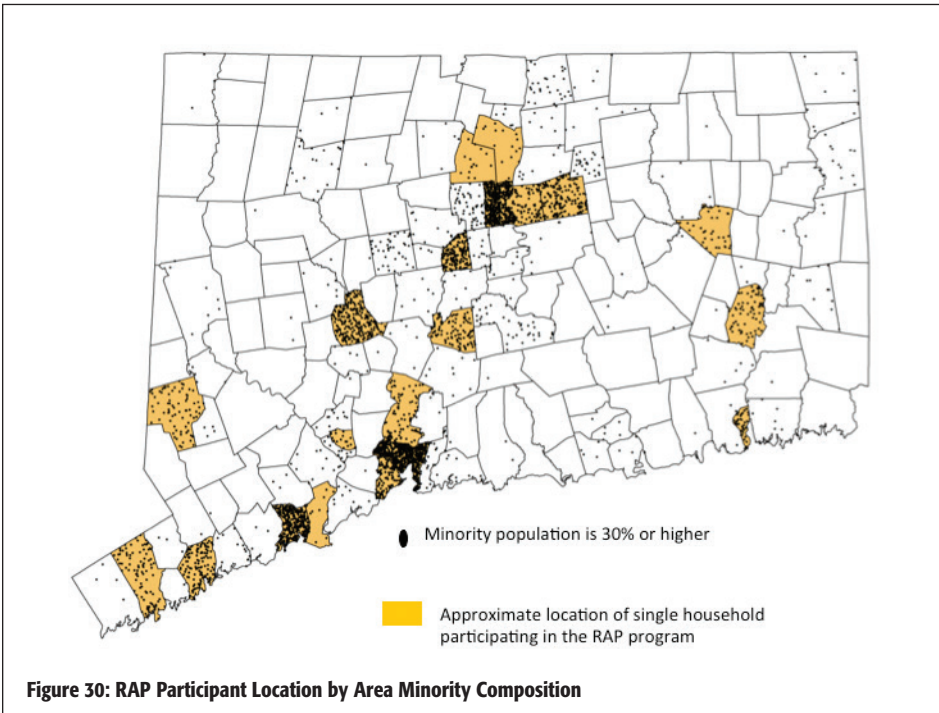 Minority population is 30% or higher
Approximate location of single household
participating in the RAP program
Figure 30: RAP Participant Location by Area Minority Composition